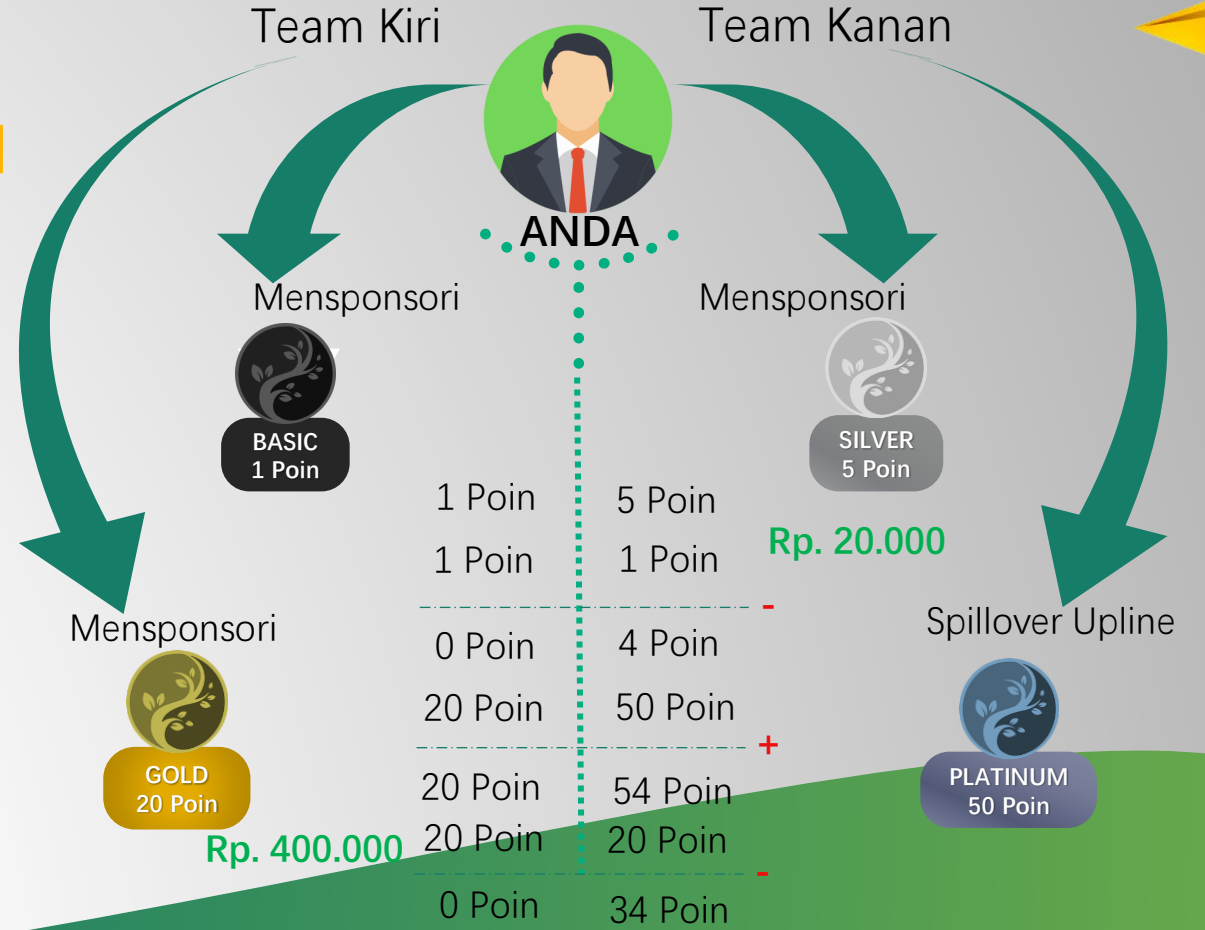 Team Kiri
Team Kanan
ANDA
Mensponsori
Mensponsori
BASIC
1 Poin
SILVER
5 Poin
1 Poin 5 Poin
Rp. 20.000
1 Poin 1 Poin
-
0 Poin 4 Poin
20 Poin 50 Poin
+
20 Poin 54 Poin
20 Poin 20 Poin
-
0 Poin 34 Poin
Mensponsori
GOLD
20 Poin
Rp. 400.000
Spillover Upline
PLATINUM
50 Poin